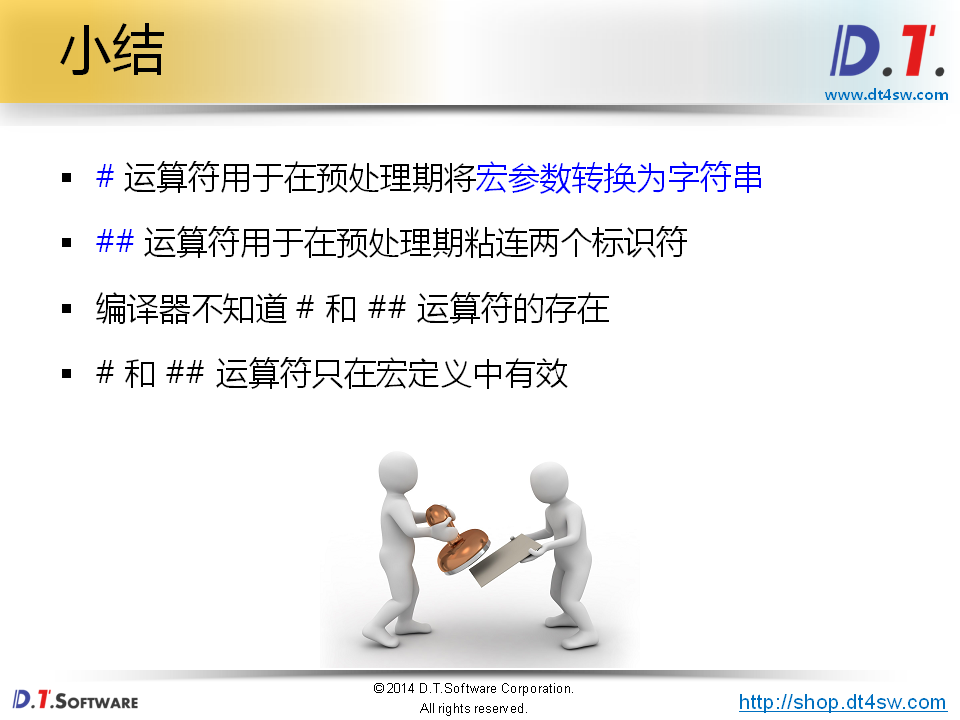 小结
D.T.
www.dt4sw.com
▪ # 运算符用于在预处理期将宏参数转换为字符串
▪ ## 运算符用于在预处理期粘连两个标识符
▪ 编译器不知道 # 和 ## 运算符的存在
▪ # 和 ## 运算符只在宏定义中有效
D.T.SOFTWARE
©2014 D.T.Software Corporation.
All rights reserved.
http://shop.dt4sw.com